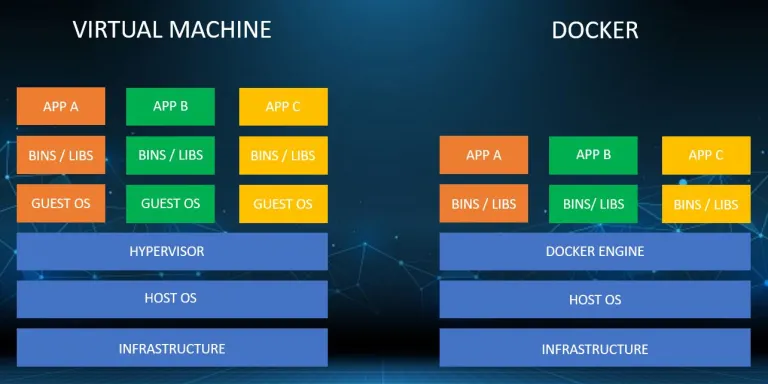 VIRTUAL MACHINE
APP A
APP B
APP C
BINS / LIBS
BINS / LIBS
BINS / LIBS
GUEST OS
GUEST OS
GUEST OS
HYPERVISOR
HOST OS
INFRASTRUCTURE
DOCKER
APP A
APP B
APP C
BINS / LIBS
BINS/ LIBS
BINS / LIBS
DOCKER ENGINE
HOST OS
INFRASTRUCTURE